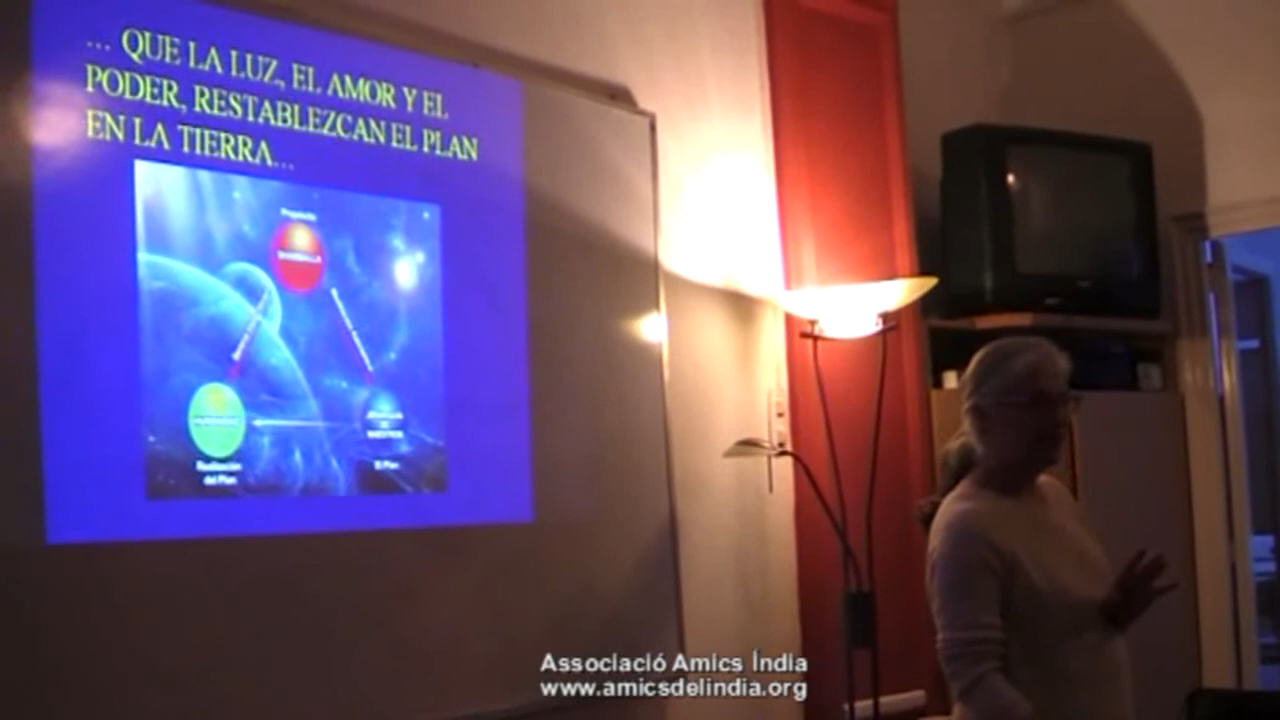 ... QUE LA LUZ, EL AMOR Y EL
PODER, RESTABLEZCAN EL PLAN
EN LA TIERRA...
Realización
del Plan
El Plan
Associació Amics Índia
www.amicsdelindia.org